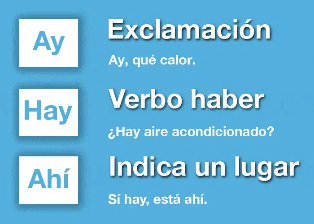 Ay
Exclamación
Ay, qué calor.
Hay
Verbo haber
¿Hay aire acondicionado?
Ahí
Indica un lugar
Sí hay, está ahí.